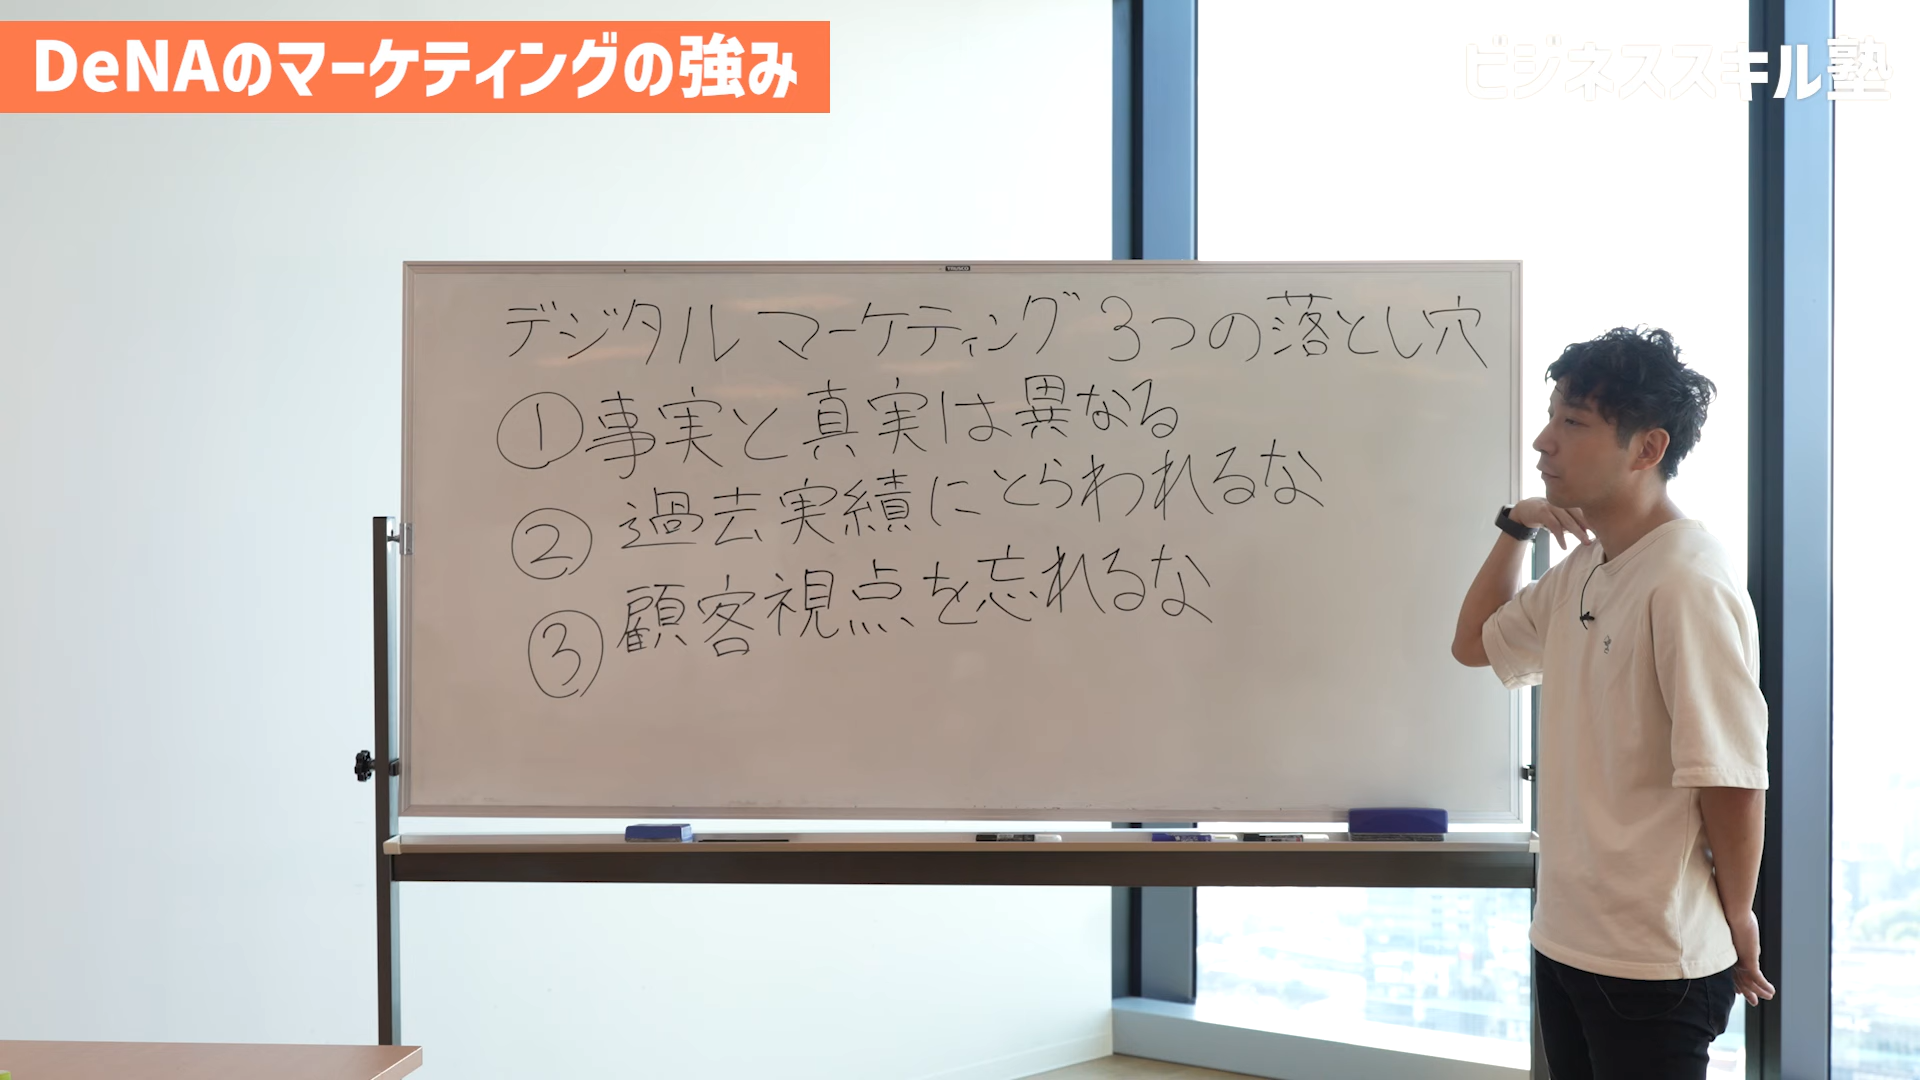 DeNAのマーケティングの強み
ビジネススキル塾
TRUSCO
デジタルマーケティング 3つの落とし穴
① 事実と真実は異なる
② 過去実績にとらわれるな
③ 顧客視点を忘れるな